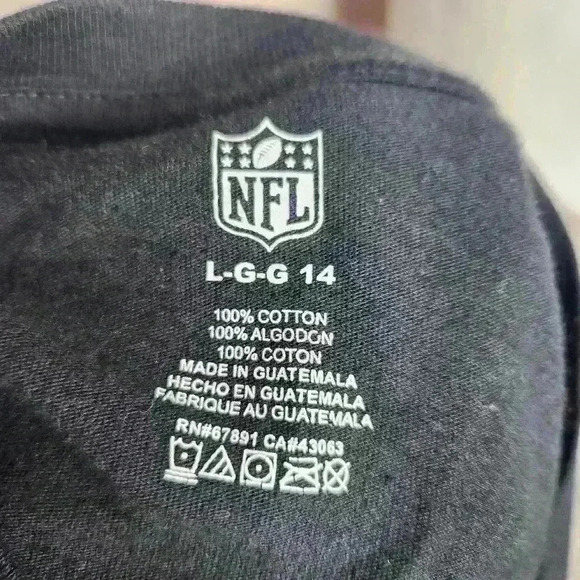 NFL
L-G-G 14
100% COTTON
100% ALGODON
100% COTON
MADE IN GUATEMALA
HECHO EN GUATEMALA
FABRIQUE AU GUATEMALA
RN#67891 CA#43063